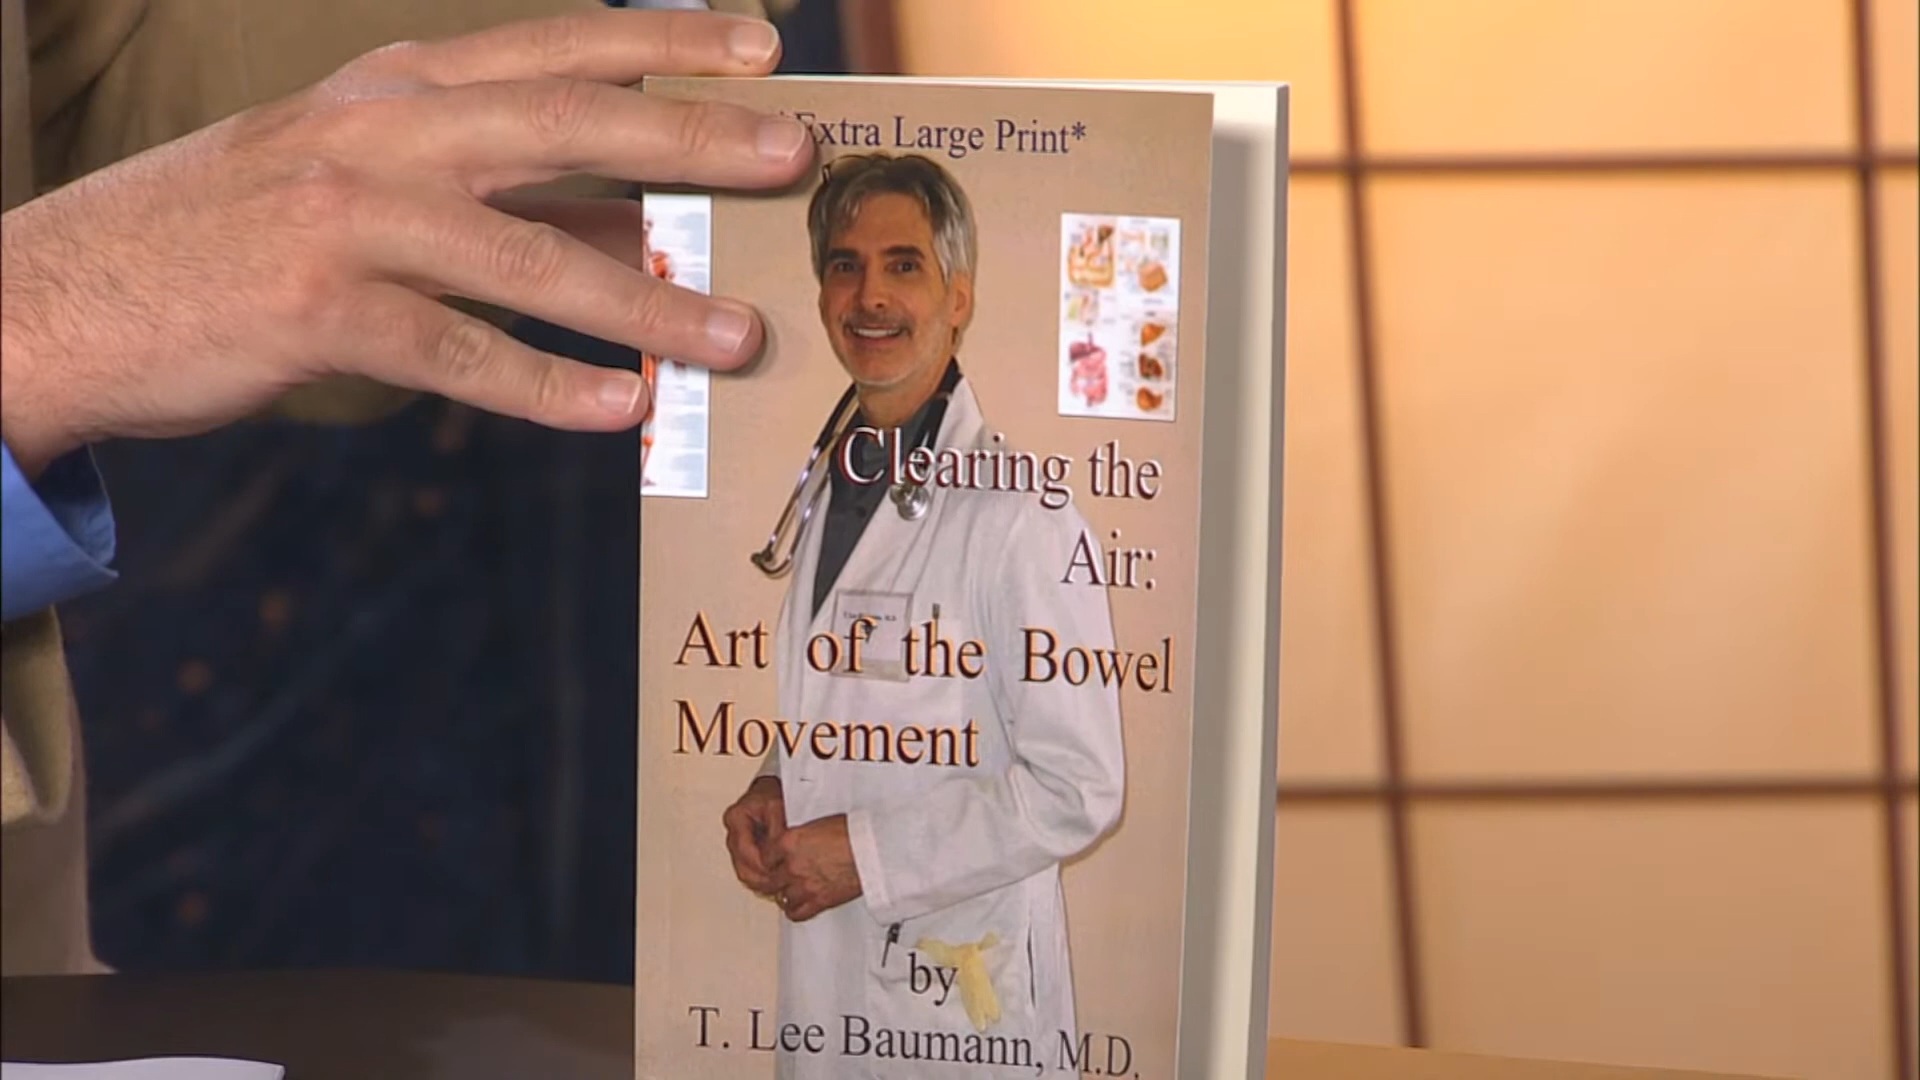 *Extra Large Print*
Clearing the
Air:
Art of the Bowel
Movement
by
T. Lee Baumann, M.D.